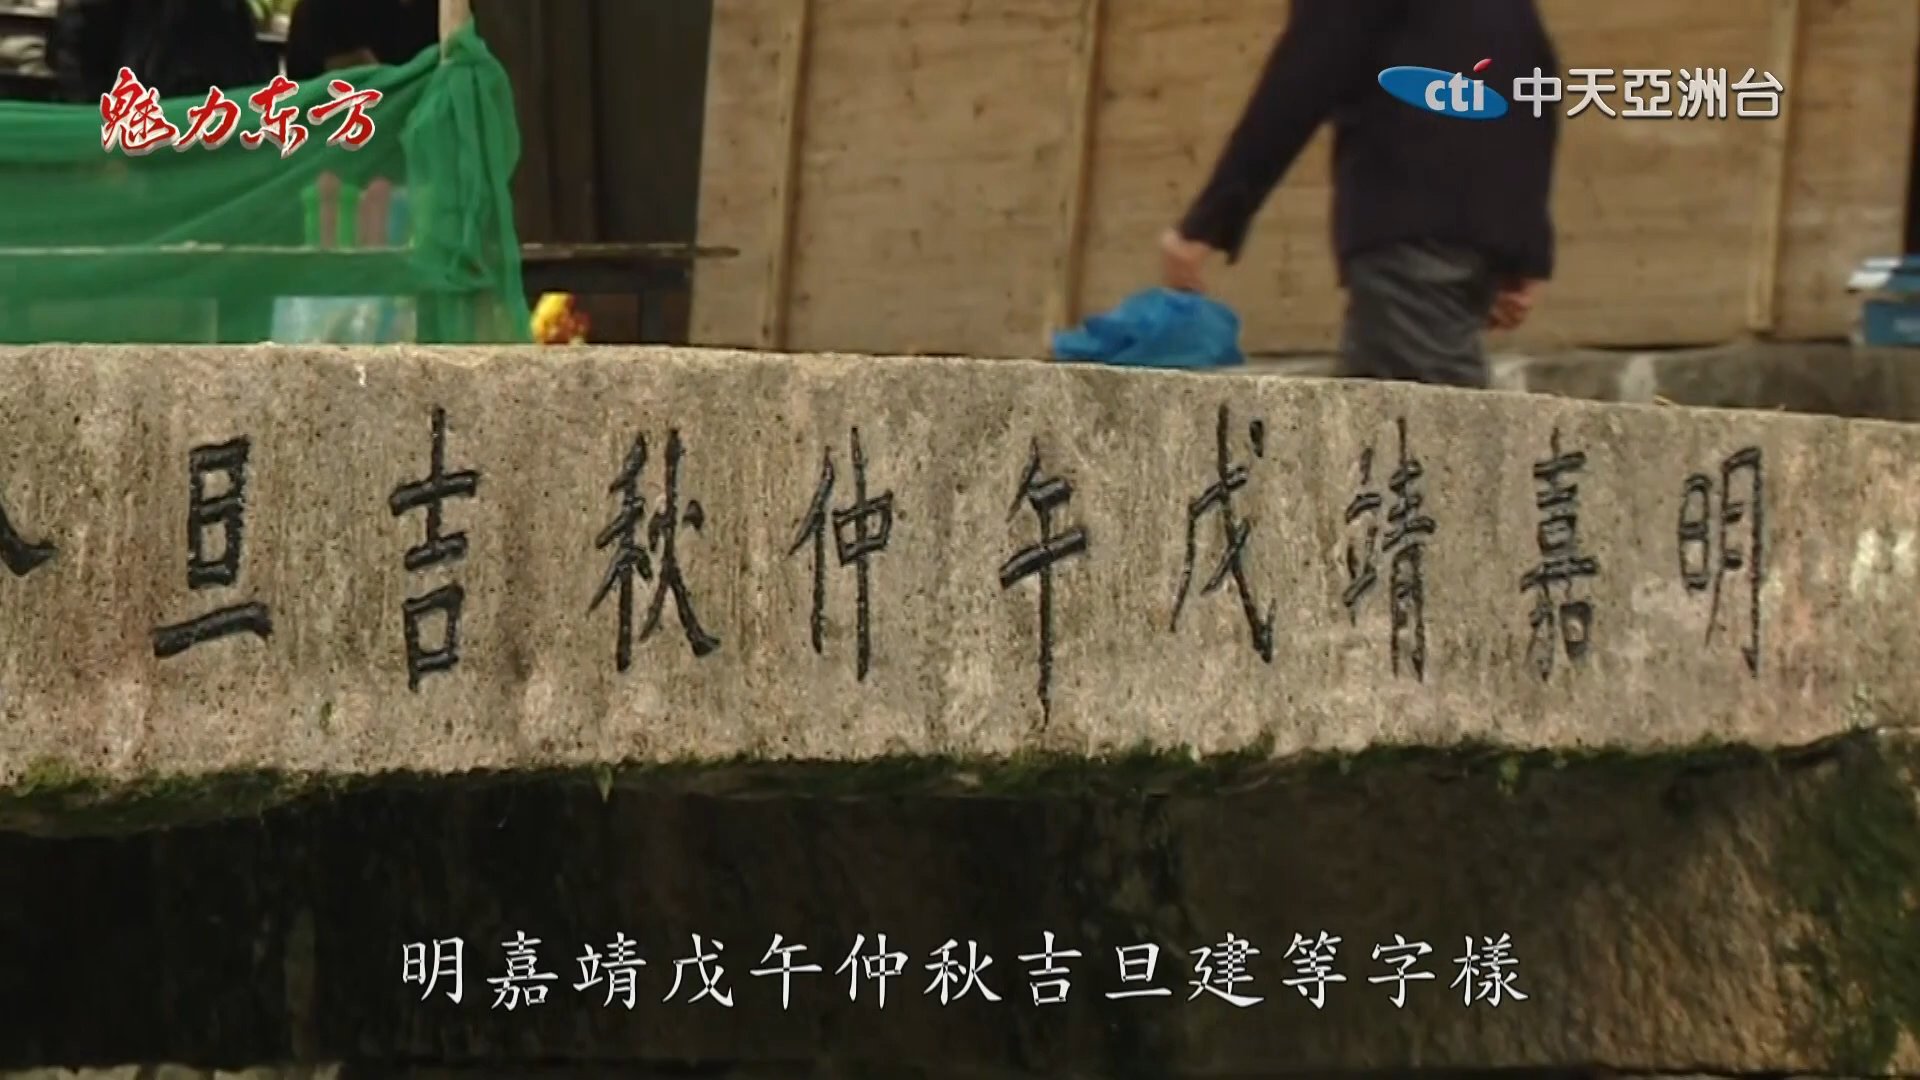 魅力东方
cti 中天亞洲台
明嘉靖戊午仲秋吉旦
明嘉靖戊午仲秋吉旦建等字樣